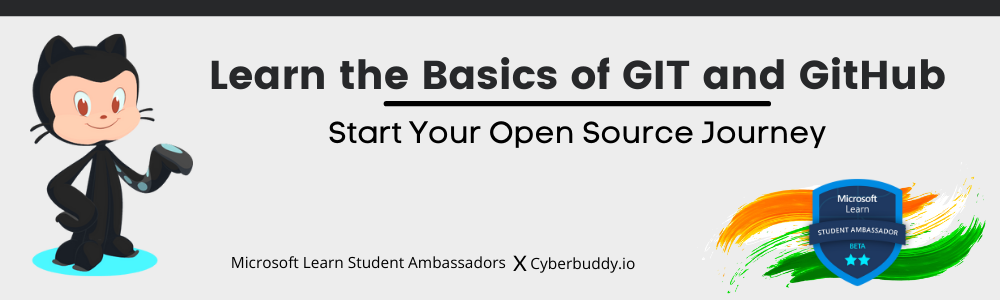 Learn the Basics of GIT and GitHub
Start Your Open Source Journey
Microsoft Learn Student Ambassadors X Cyberbuddy.io
Microsoft
Learn
STUDENT AMBASSADOR
BETA